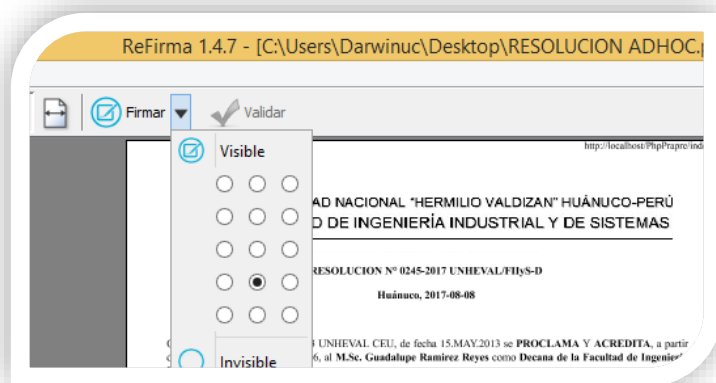 ReFirma 1.4.7 - [C:\Users\Darwinuc\Desktop\RESOLUCION ADHOC.
Firmar Validar
Visible
http://localhost/PhpPrapre/ind
AD NACIONAL "HERMILIO VALDIZAN" HUÁNUCO-PERÚ
D DE INGENIERÍA INDUSTRIAL Y DE SISTEMAS
RESOLUCION Nº 0245-2017 UNHEVAL/FIIyS-D
Huánuco, 2017-08-08
UNHEVAL CEU, de fecha 15.MAY.2013 se PROCLAMA Y ACREDITA, a partir
6, al M.Sc. Guadalupe Ramirez Reyes como Decana de la Facultad de Ingenier
Invisible